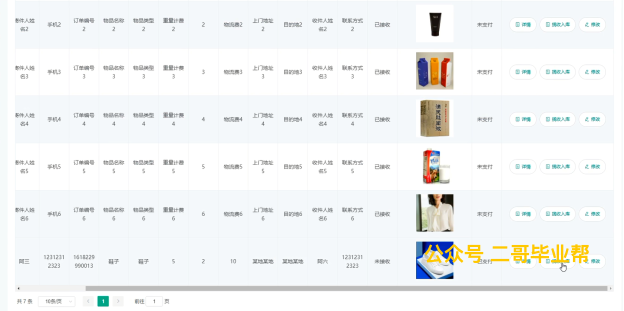 寄件人姓名2 手机2 订单编号2 物品名称2 物品类型2 重量计费2 2 物流费2 上门地址2 目的地2 收件人姓名2 联系方式2 已接收 未支付 详情 接收入库 修改
寄件人姓名3 手机3 订单编号3 物品名称3 物品类型3 重量计费3 3 物流费3 上门地址3 目的地3 收件人姓名3 联系方式3 已接收 未支付 详情 接收入库 修改
寄件人姓名4 手机4 订单编号4 物品名称4 物品类型4 重量计费4 4 物流费4 上门地址4 目的地4 收件人姓名4 联系方式4 已接收 未支付 详情 接收入库 修改
寄件人姓名5 手机5 订单编号5 物品名称5 物品类型5 重量计费5 5 物流费5 上门地址5 目的地5 收件人姓名5 联系方式5 已接收 未支付 详情 接收入库 修改
寄件人姓名6 手机6 订单编号6 物品名称6 物品类型6 重量计费6 6 物流费6 上门地址6 目的地6 收件人姓名6 联系方式6 已接收 未支付 详情 接收入库 修改
阿三 12312312323 1618229990013 鞋子 鞋子 5 2 10 某地某地 某地某地 阿六 12312312323 未接收 已支付
公众号 二哥毕业帮
共 7 条 10条/页 1 前往 1 页